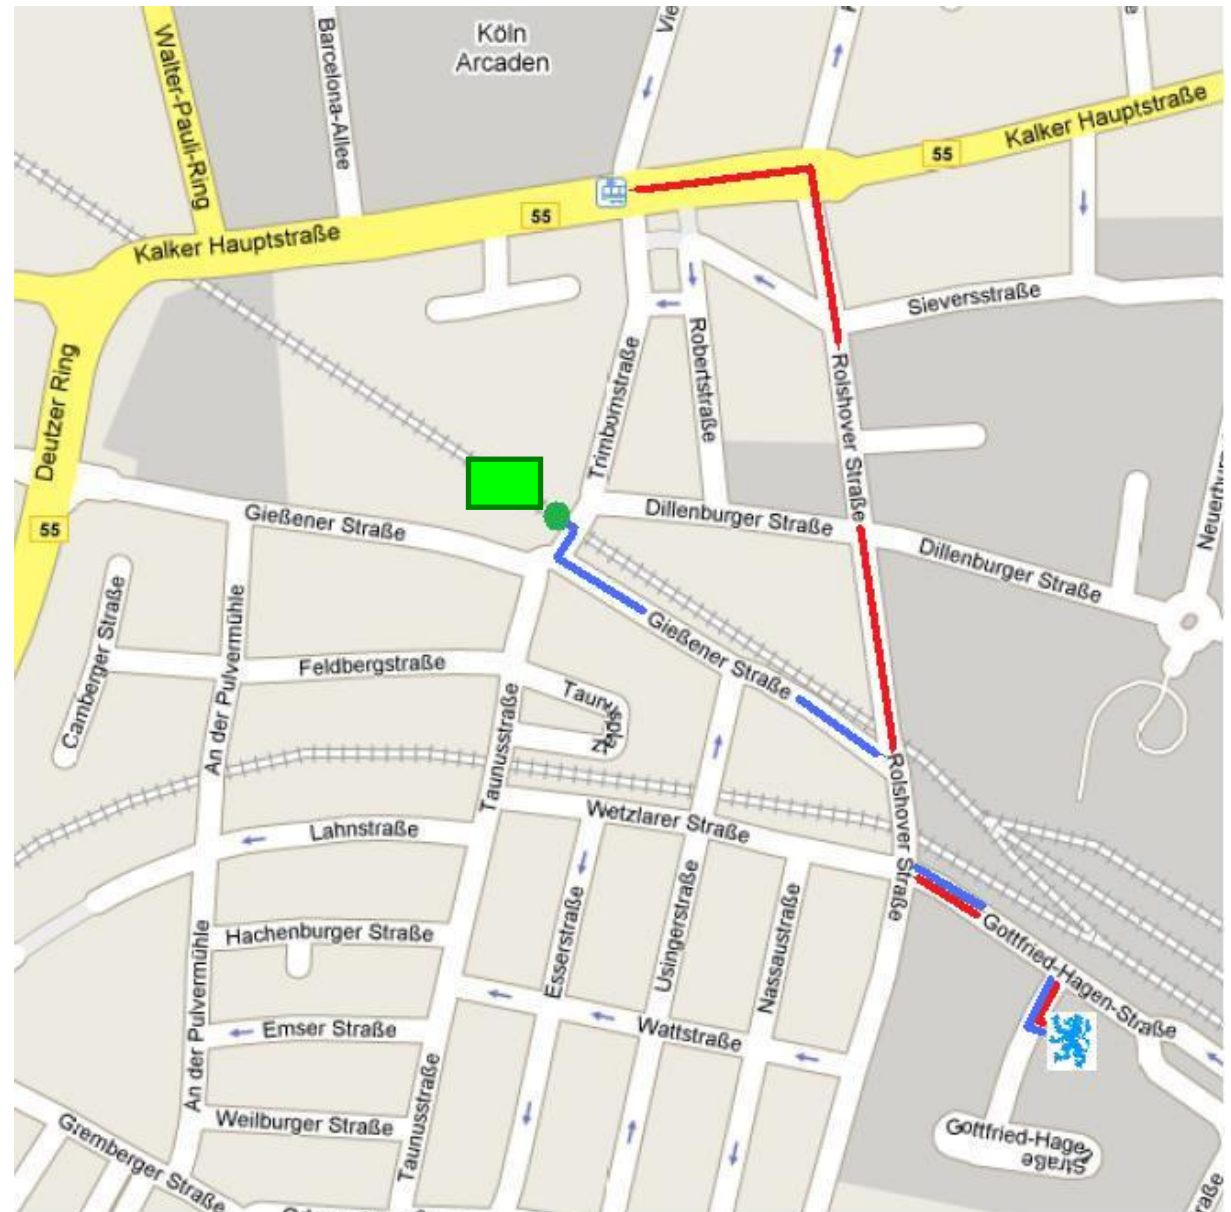 Köln
Arcaden
Walter-Pauli-Ring
Barcelona-Allee
Vie
55
Kalker Hauptstraße
55
Kalker Hauptstraße
Deutzer Ring
55
Sieversstraße
Trimbornstraße
Robertstraße
Rolshover Straße
Gießener Straße
Dillenburger Straße
Dillenburger Straße
Camberger Straße
An der Pulvermühle
Feldbergstraße
Gießener Straße
Taunusplatz
Taunusstraße
Wetzlarer Straße
Lahnstraße
Rolshover Straße
Hachenburger Straße
Esserstraße
Usingerstraße
Nassaustraße
Gottfried-Hagen-Straße
An der Pulvermühle
Emser Straße
Wattstraße
Weilburger Straße
Taunusstraße
Gremberger Straße
Gottfried-Hagen
Straße
raße